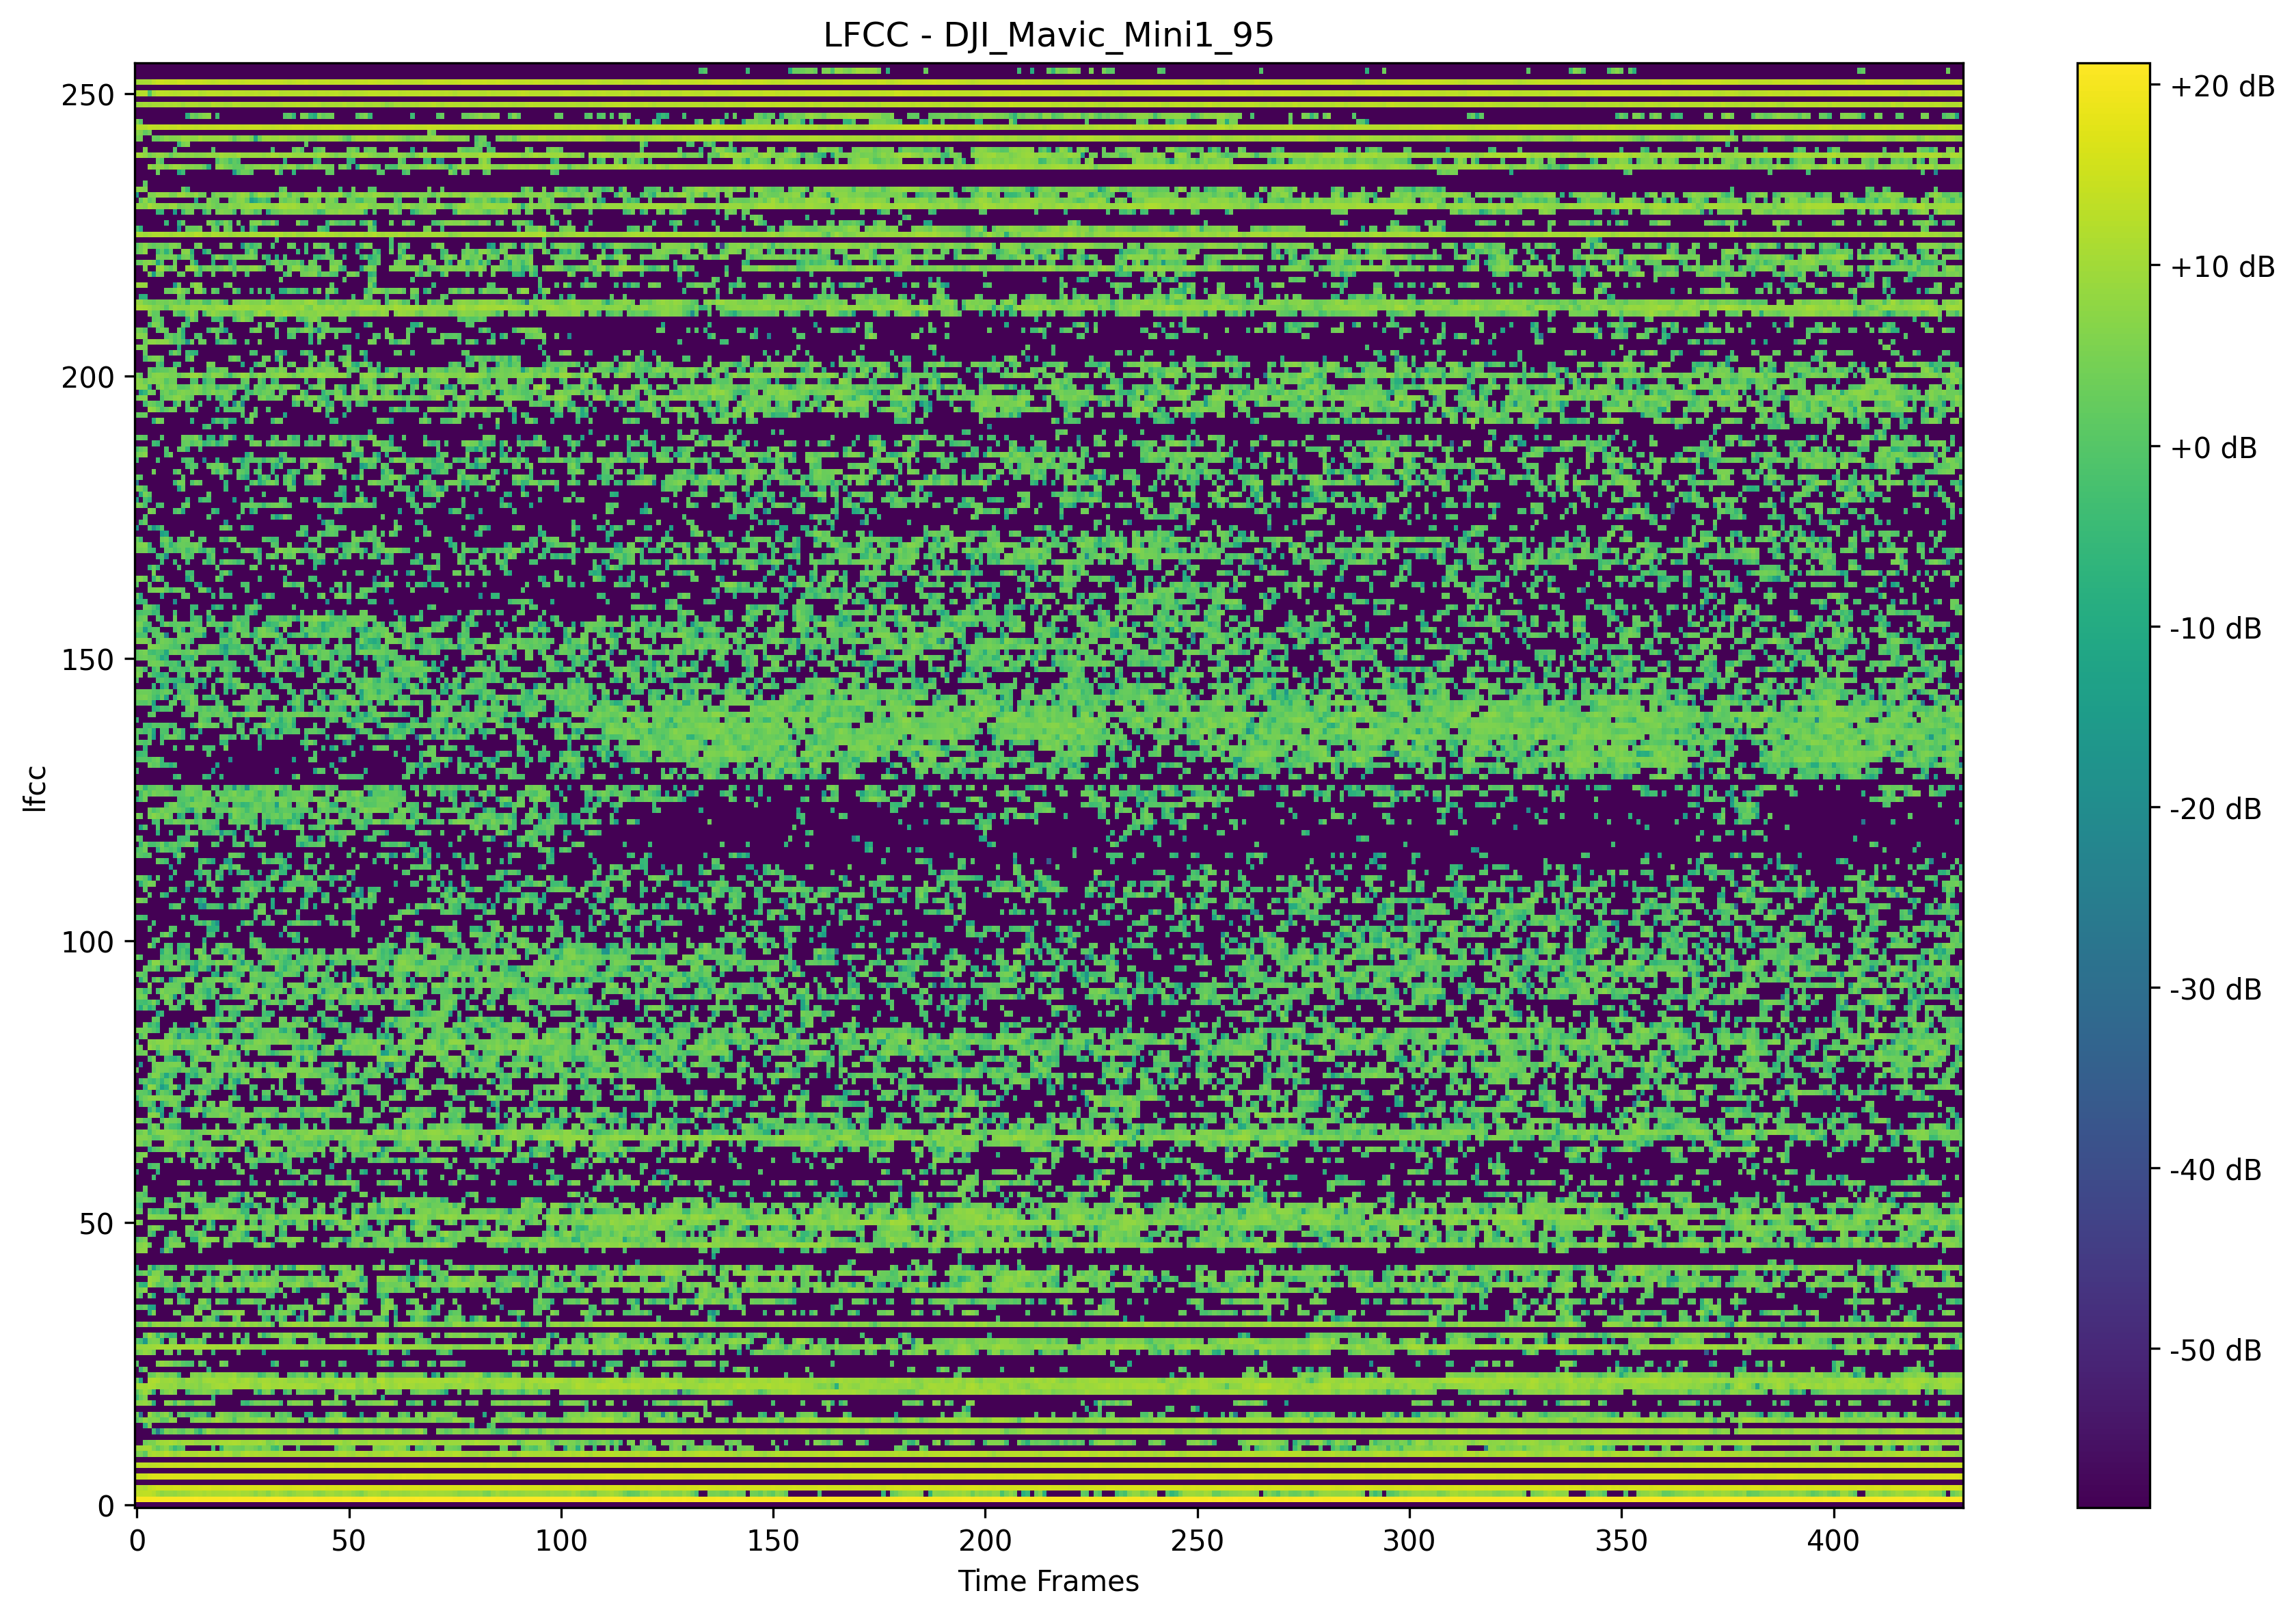 LFCC - DJI_Mavic_Mini1_95
250
200
150
100
50
0
lfcc
0 50 100 150 200 250 300 350 400
Time Frames
+20 dB
+10 dB
+0 dB
-10 dB
-20 dB
-30 dB
-40 dB
-50 dB